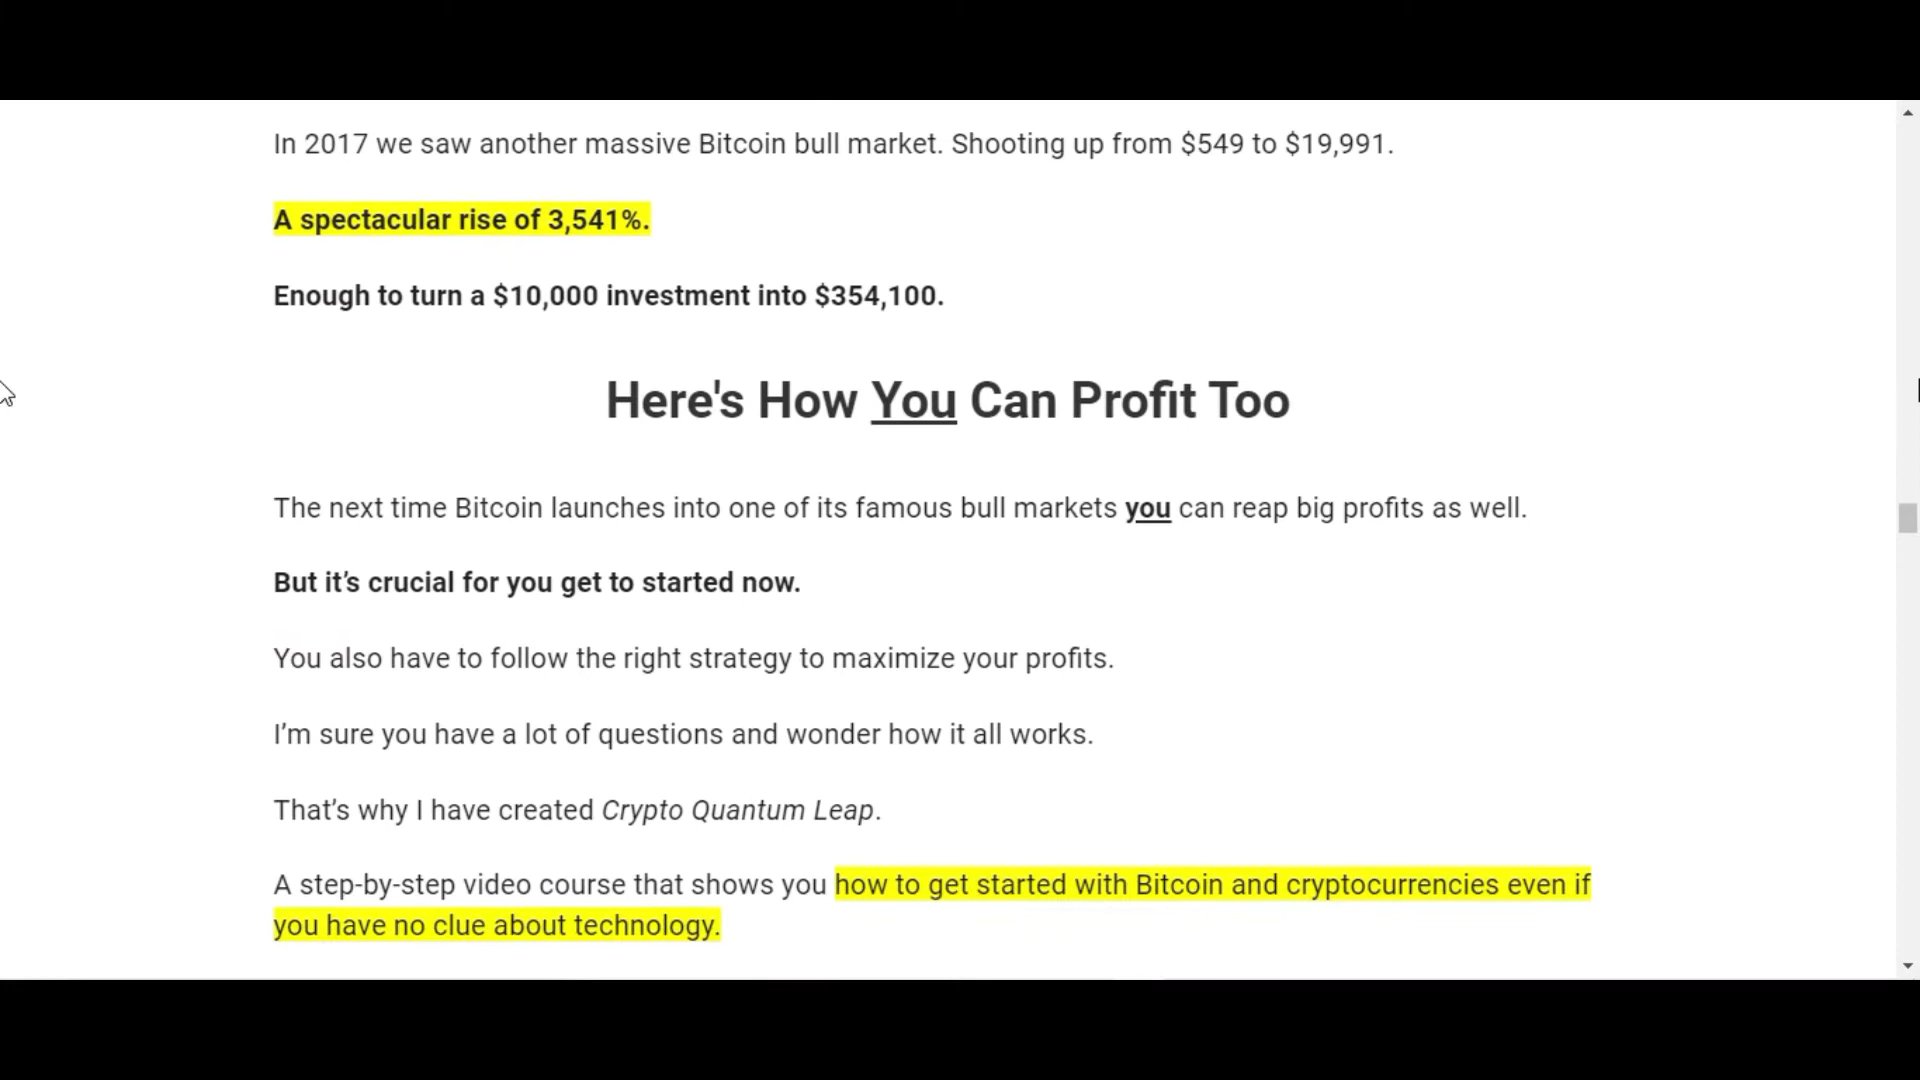 In 2017 we saw another massive Bitcoin bull market. Shooting up from $549 to $19,991.
A spectacular rise of 3,541%.
Enough to turn a $10,000 investment into $354,100.
Here's How You Can Profit Too
The next time Bitcoin launches into one of its famous bull markets you can reap big profits as well.
But it’s crucial for you get to started now.
You also have to follow the right strategy to maximize your profits.
I’m sure you have a lot of questions and wonder how it all works.
That’s why I have created Crypto Quantum Leap.
A step-by-step video course that shows you how to get started with Bitcoin and cryptocurrencies even if
you have no clue about technology.